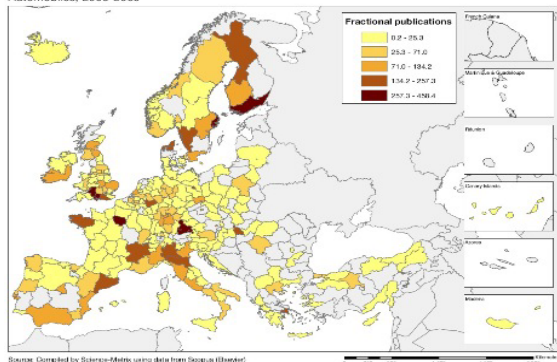 Fractional publications
0.2 - 25.3
25.3 - 71.0
71.0 - 134.2
134.2 - 257.3
257.3 - 458.4
French Guiana
Martinique & Guadeloupe
Réunion
Canary Islands
Azores
Madeira
Source: Compiled by Science-Metrix using data from Scopus (Elsevier)